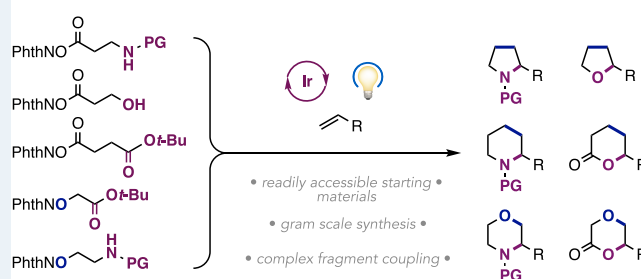 O
PhthNO
N
H
PG
O
PhthNO
OH
O
PhthNO
Ot-Bu
O
PhthNO
Ot-Bu
O
H
N
PhthNO
PG
Ir
R
• readily accessible starting •
materials
• gram scale synthesis •
• complex fragment coupling •
N
R
PG
O
R
N
R
PG
O
O
R
O
N
R
PG
O
O
O
R